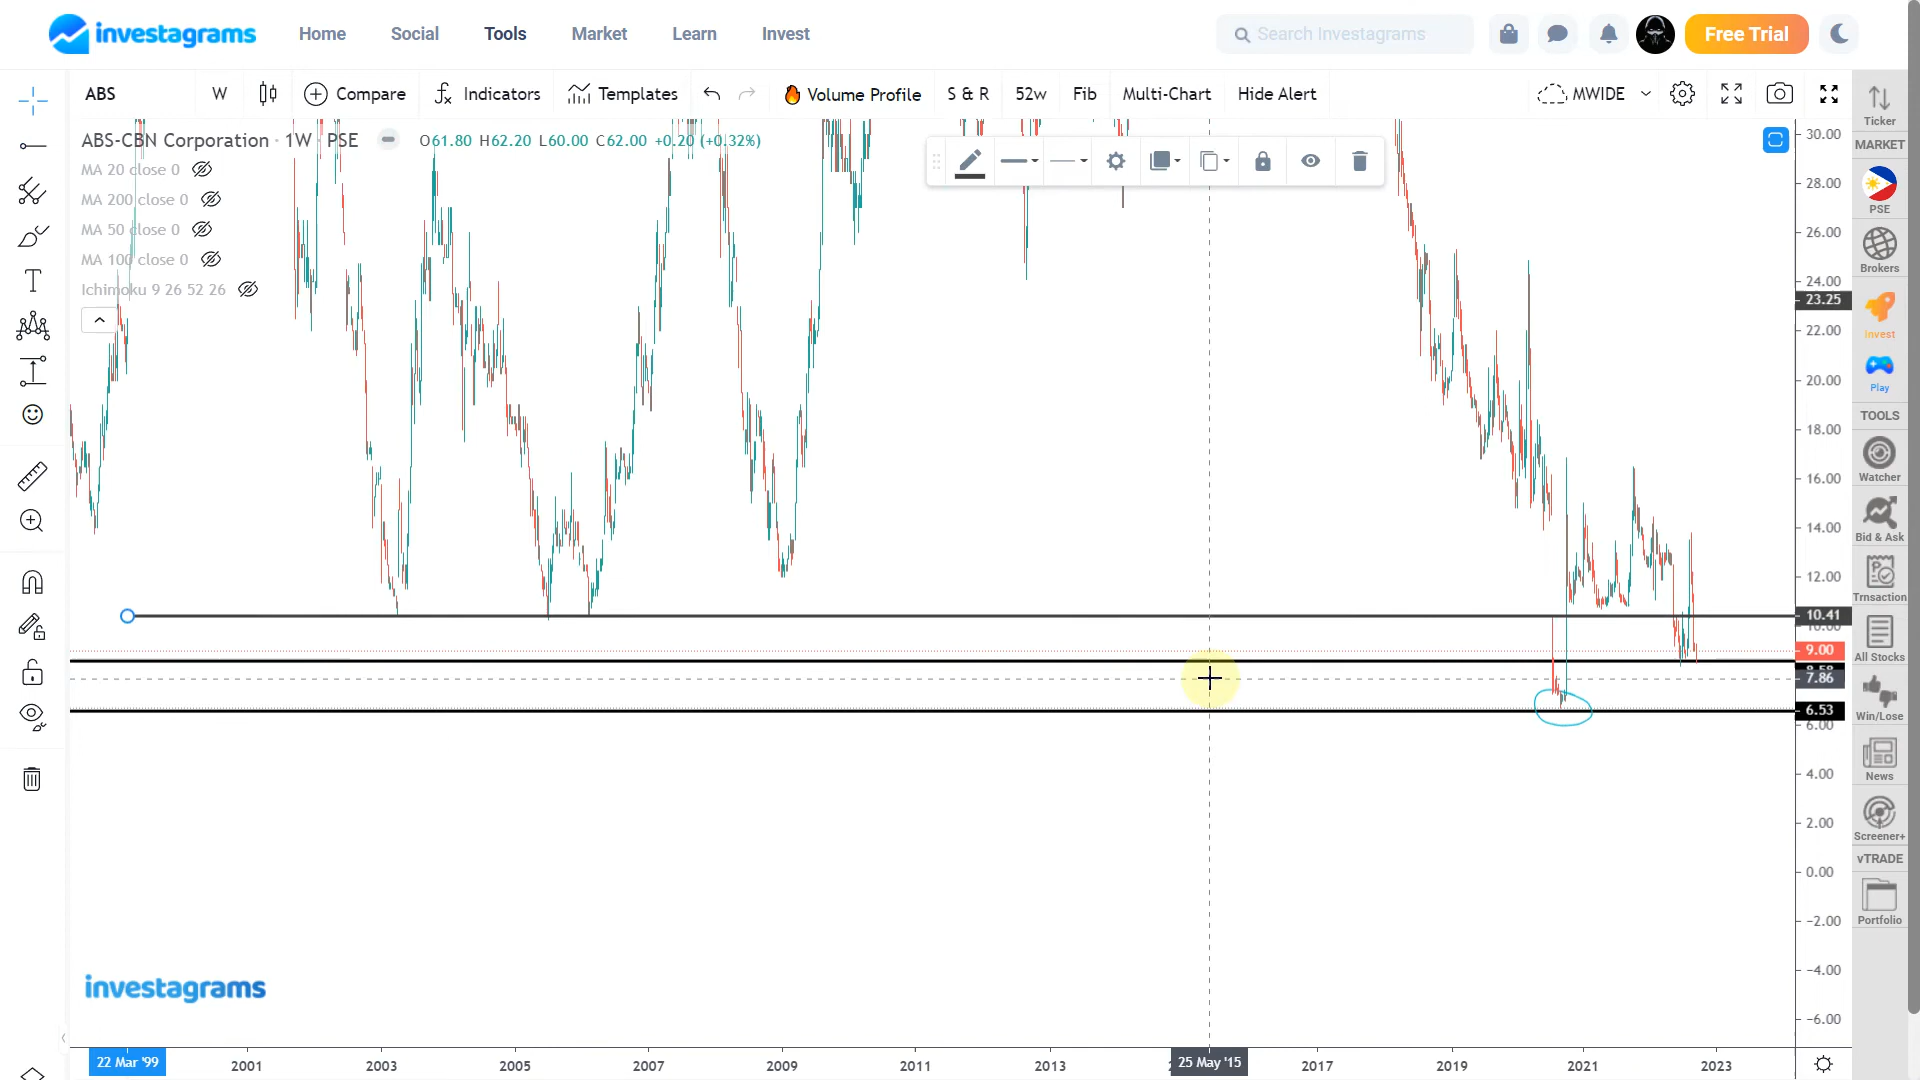 investagrams Home Social Tools Market Learn Invest Search Investagrams Free Trial
ABS W Compare Indicators Templates Volume Profile S & R 52w Fib Multi-Chart Hide Alert MWIDE
ABS-CBN Corporation · 1W · PSE O61.80 H62.20 L60.00 C62.00 +0.20 (+0.32%)
MA 20 close 0
MA 200 close 0
MA 50 close 0
MA 100 close 0
Ichimoku 9 26 52 26
30.00
28.00
26.00
24.00
23.25
22.00
20.00
18.00
16.00
14.00
12.00
10.41
9.00
7.86
6.53
6.00
4.00
2.00
0.00
−2.00
−4.00
−6.00
Ticker
MARKET
PSE
Brokers
Invest
Play
TOOLS
Watcher
Bid & Ask
Trnsaction
All Stocks
Win/Lose
News
Screener+
vTRADE
Portfolio
investagrams
22 Mar '99 2001 2003 2005 2007 2009 2011 2013 25 May '15 2017 2019 2021 2023